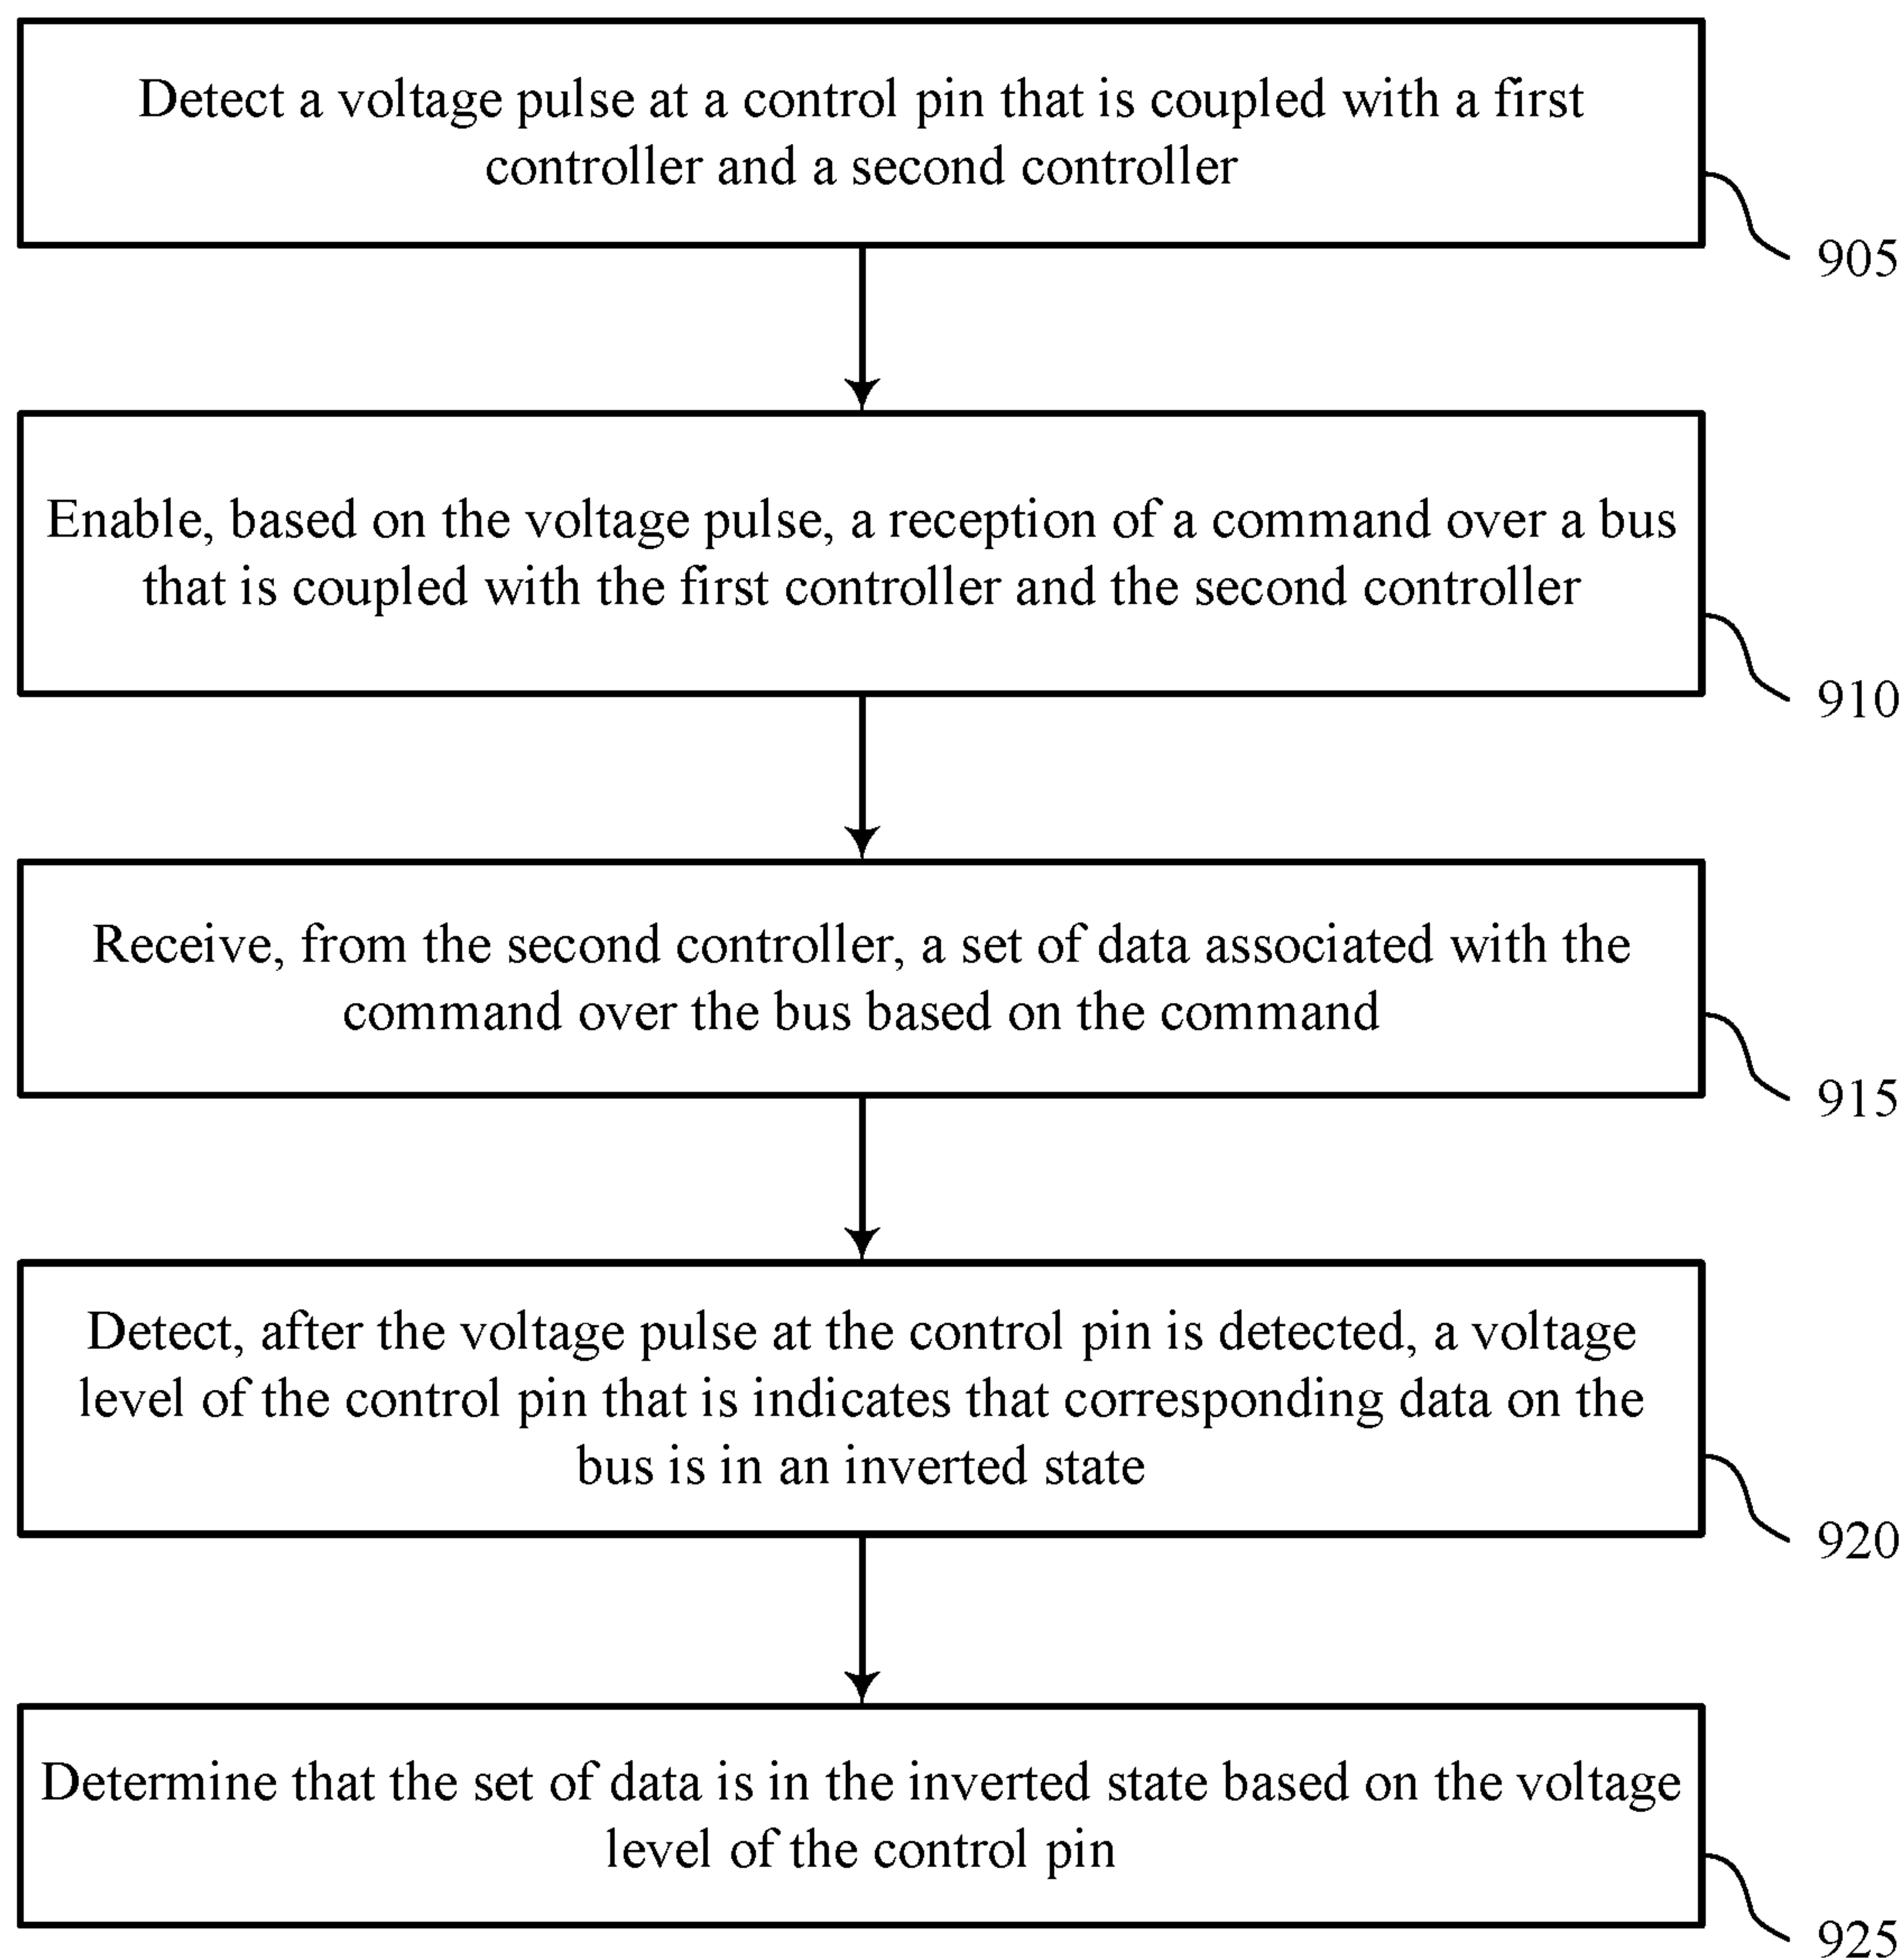 Detect a voltage pulse at a control pin that is coupled with a first
controller and a second controller
905
Enable, based on the voltage pulse, a reception of a command over a bus
that is coupled with the first controller and the second controller
910
Receive, from the second controller, a set of data associated with the
command over the bus based on the command
915
Detect, after the voltage pulse at the control pin is detected, a voltage
level of the control pin that is indicates that corresponding data on the
bus is in an inverted state
920
Determine that the set of data is in the inverted state based on the voltage
level of the control pin
925